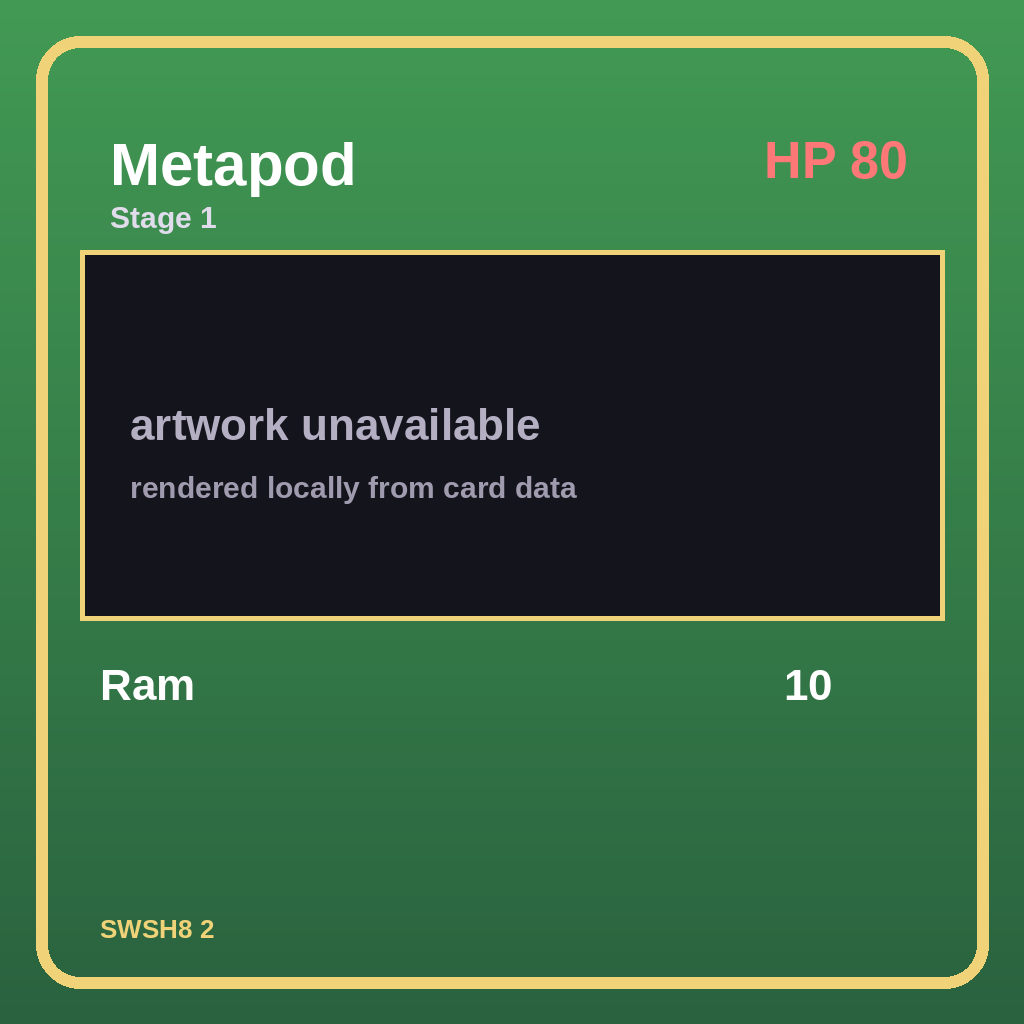 Metapod
HP 80
Stage 1
artwork unavailable
rendered locally from card data
Ram 10
SWSH8 2